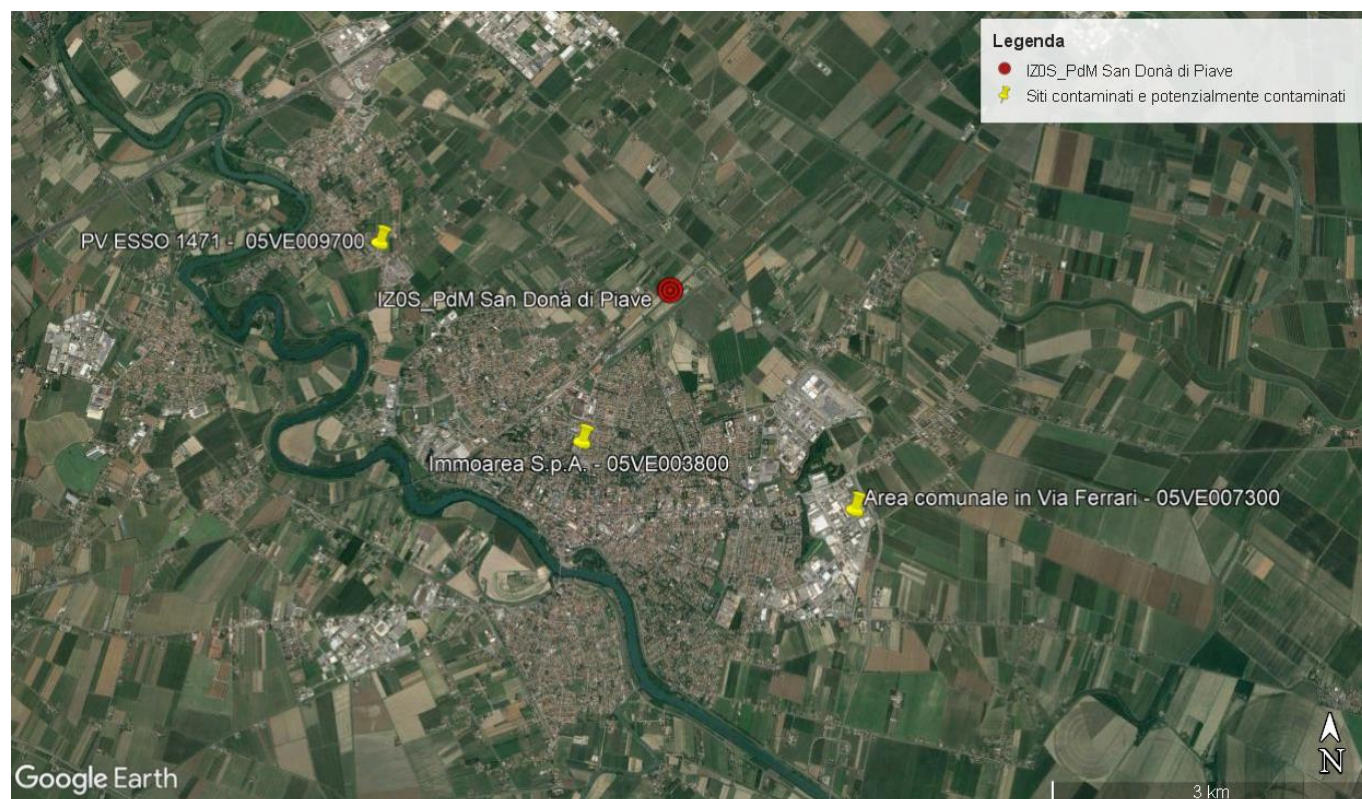 Legenda
IZ0S_PdM San Donà di Piave
Siti contaminati e potenzialmente contaminati
PV ESSO 1471 - 05VE009700
IZ0S_PdM San Donà di Piave
Immoarea S.p.A. - 05VE003800
Area comunale in Via Ferrari - 05VE007300
N
Google Earth
3 km